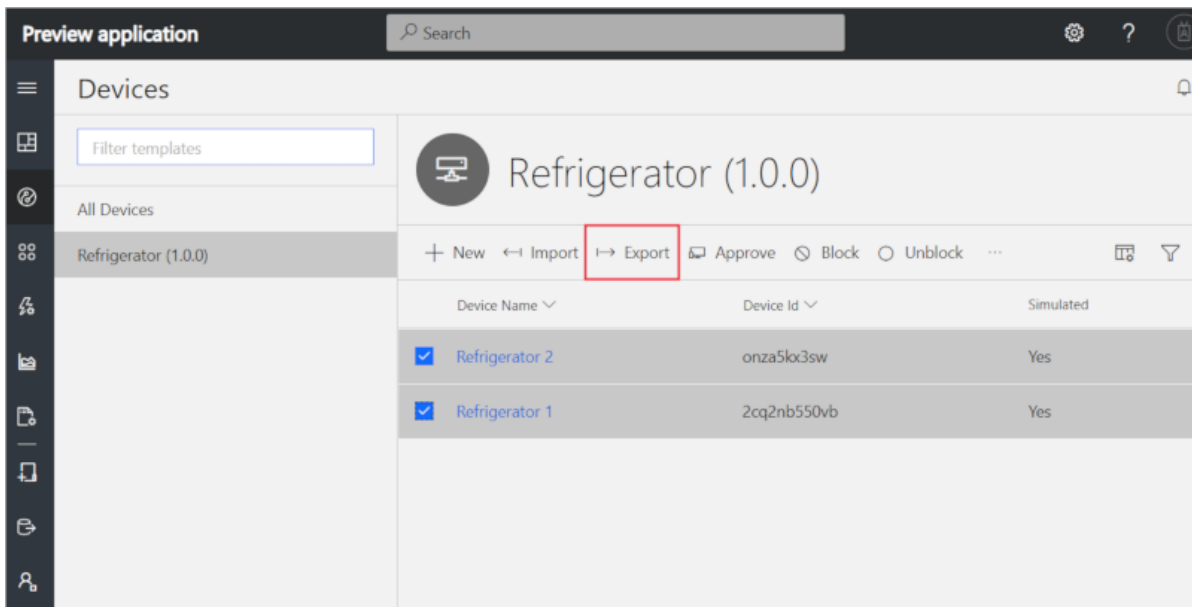 Preview application
Search
?
Devices
Filter templates
Refrigerator (1.0.0)
All Devices
Refrigerator (1.0.0)
New Import Export Approve Block Unblock ...
Device Name Device Id Simulated
Refrigerator 2 onza5kx3sw Yes
Refrigerator 1 2cq2nb550vb Yes